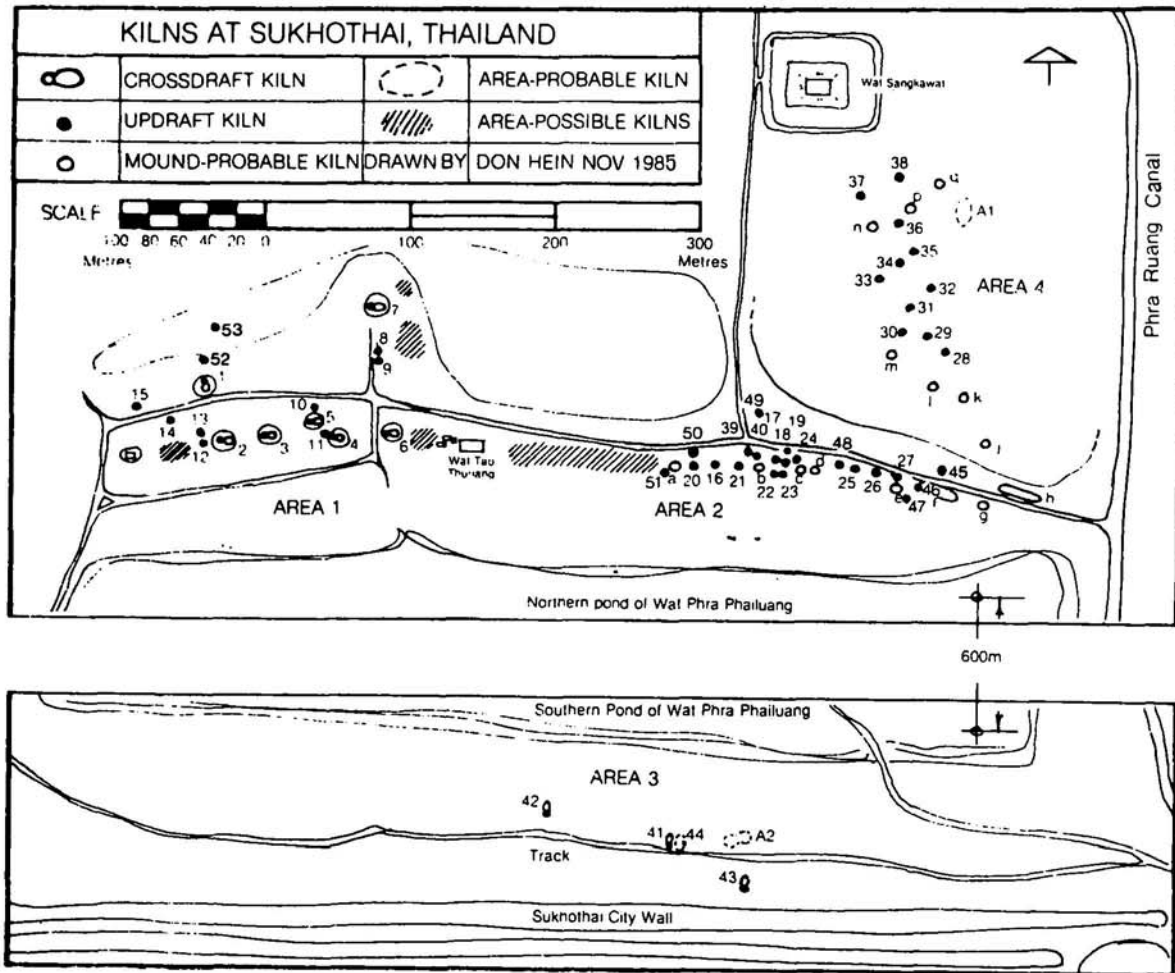 KILNS AT SUKHOTHAI, THAILAND
CROSSDRAFT KILN
AREA-PROBABLE KILN
UPDRAFT KILN
AREA-POSSIBLE KILNS
MOUND-PROBABLE KILN
DRAWN BY
DON HEIN NOV 1985
SCALE
100 80 60 40 20 0 100 200 300
Metres Metres
Wat Sangkawat
Phra Ruang Canal
38
q
37
p
A1
n
36
35
34
33
32
AREA 4
31
30
29
m
28
k
7
53
8
52
9
1
15
10
49
17
5
14
13
39
40
19
50
18
24
48
2
3
11
4
6
12
Wat Tao
Thuriang
51
a
20
16
21
b
22
23
c
25
26
27
e
46
47
f
45
h
g
AREA 1
AREA 2
Northern pond of Wat Phra Phailuang
600m
Southern Pond of Wat Phra Phailuang
AREA 3
42
41
44
A2
Track
43
Sukhothai City Wall